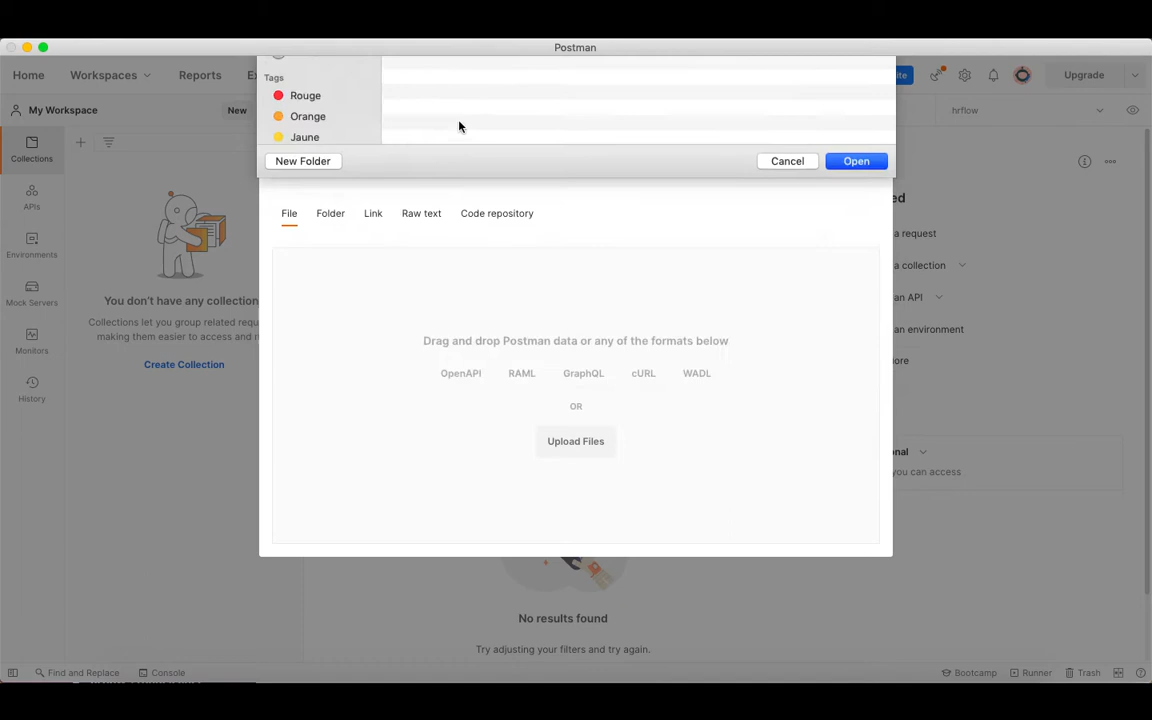 Postman
Home Workspaces Reports Ex
Upgrade
My Workspace New
hrflow
Tags
Rouge
Orange
Jaune
New Folder Cancel Open
Collections
APIs
Environments
Mock Servers
Monitors
History
You don't have any collection
Collections let you group related requ
making them easier to access and r
Create Collection
File Folder Link Raw text Code repository
Drag and drop Postman data or any of the formats below
OpenAPI RAML GraphQL cURL WADL
OR
Upload Files
ed
a request
a collection
an API
an environment
ore
nal
you can access
No results found
Try adjusting your filters and try again.
Find and Replace Console Bootcamp Runner Trash